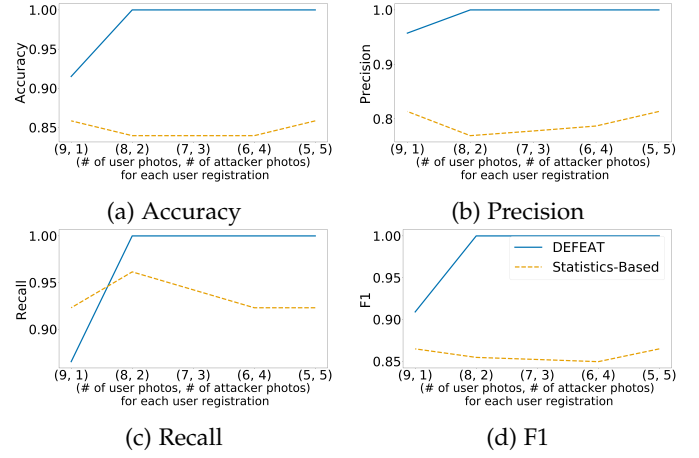 1.00
0.95
0.90
0.85
Accuracy
(9, 1) (8, 2) (7, 3) (6, 4) (5, 5)
(# of user photos, # of attacker photos)
for each user registration
(a) Accuracy
1.0
0.9
0.8
Precision
(9, 1) (8, 2) (7, 3) (6, 4) (5, 5)
(# of user photos, # of attacker photos)
for each user registration
(b) Precision
1.00
0.95
0.90
Recall
(9, 1) (8, 2) (7, 3) (6, 4) (5, 5)
(# of user photos, # of attacker photos)
for each user registration
(c) Recall
1.00
0.95
0.90
0.85
F1
DEFEAT
Statistics-Based
(9, 1) (8, 2) (7, 3) (6, 4) (5, 5)
(# of user photos, # of attacker photos)
for each user registration
(d) F1